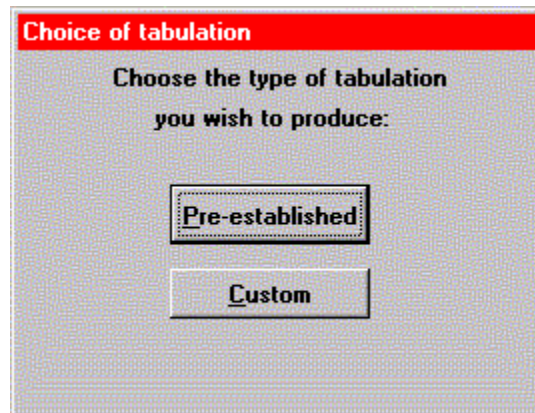 Choice of tabulation
Choose the type of tabulation
you wish to produce:
Pre-established
Custom